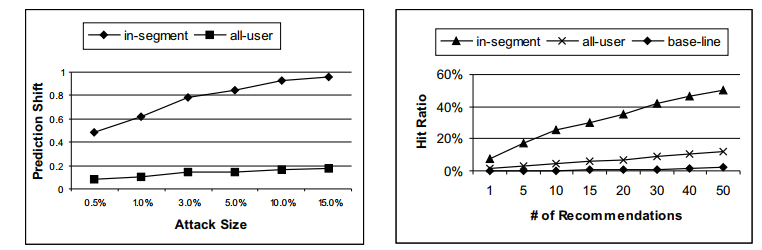 in-segment all-user
Prediction Shift
1
0.8
0.6
0.4
0.2
0
0.5% 1.0% 3.0% 5.0% 10.0% 15.0%
Attack Size
in-segment all-user base-line
Hit Ratio
60%
40%
20%
0%
1 5 10 15 20 30 40 50
# of Recommendations